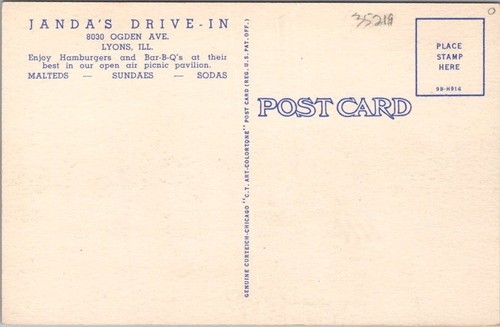 JANDA'S DRIVE-IN
8030 OGDEN AVE.
LYONS, ILL.
Enjoy Hamburgers and Bar-B-Q's at their
best in our open air picnic pavilion.
MALTEDS — SUNDAES — SODAS
GENUINE CURTEICH-CHICAGO "C.T. ART-COLORTONE" POST CARD (REG. U.S. PAT. OFF.)
POST CARD
35218
PLACE
STAMP
HERE
9B-H914